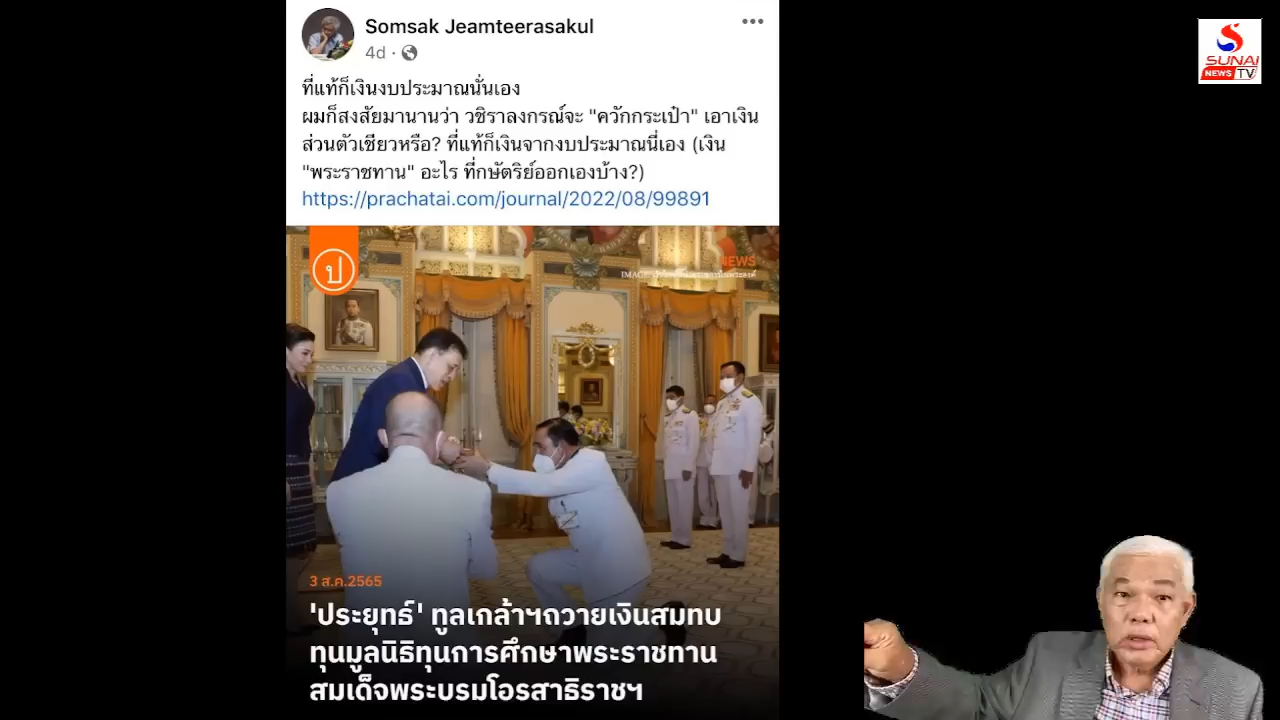 Somsak Jeamteerasakul
4d
ที่แท้ก็เงินงบประมาณนั่นเอง
ผมก็สงสัยมานานว่า วชิราลงกรณ์จะ "ควักกระเป๋า" เอาเงิน
ส่วนตัวเชียวหรือ? ที่แท้ก็เงินจากงบประมาณนี่เอง (เงิน
"พระราชทาน" อะไร ที่กษัตริย์ออกเองบ้าง?)
https://prachatai.com/journal/2022/08/99891
SUNAI
NEWS TV
ป
NEWS
IMAGE:
3 ส.ค.2565
'ประยุทธ์' ทูลเกล้าฯถวายเงินสมทบ
ทุนมูลนิธิทุนการศึกษาพระราชทาน
สมเด็จพระบรมโอรสาธิราชฯ